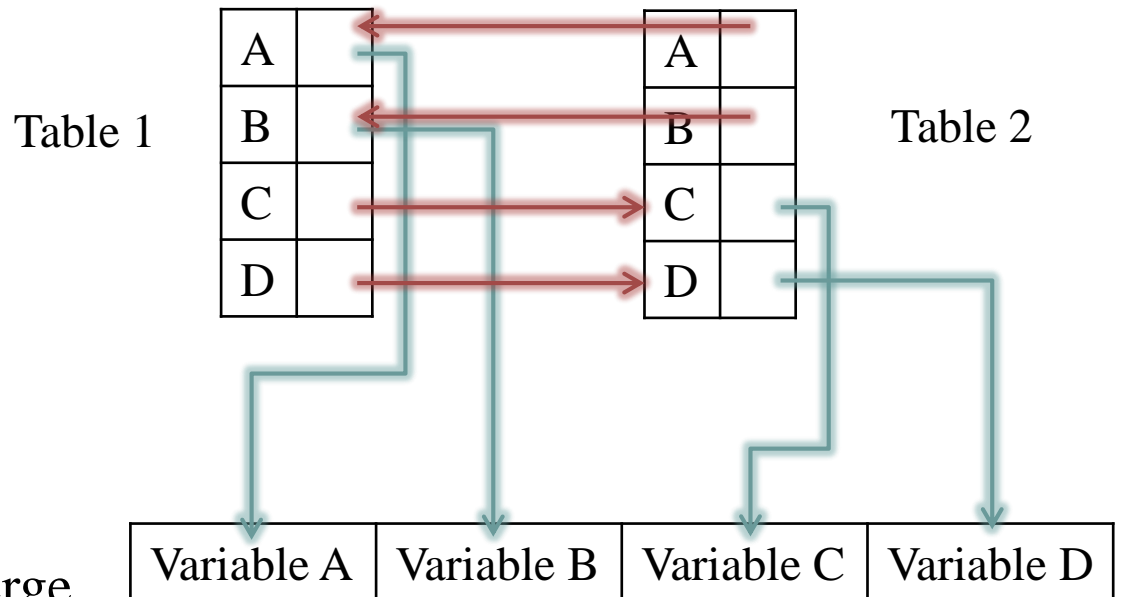 A
A
Table 1
B
B
Table 2
C
C
D
D
Variable A
Variable B
Variable C
Variable D